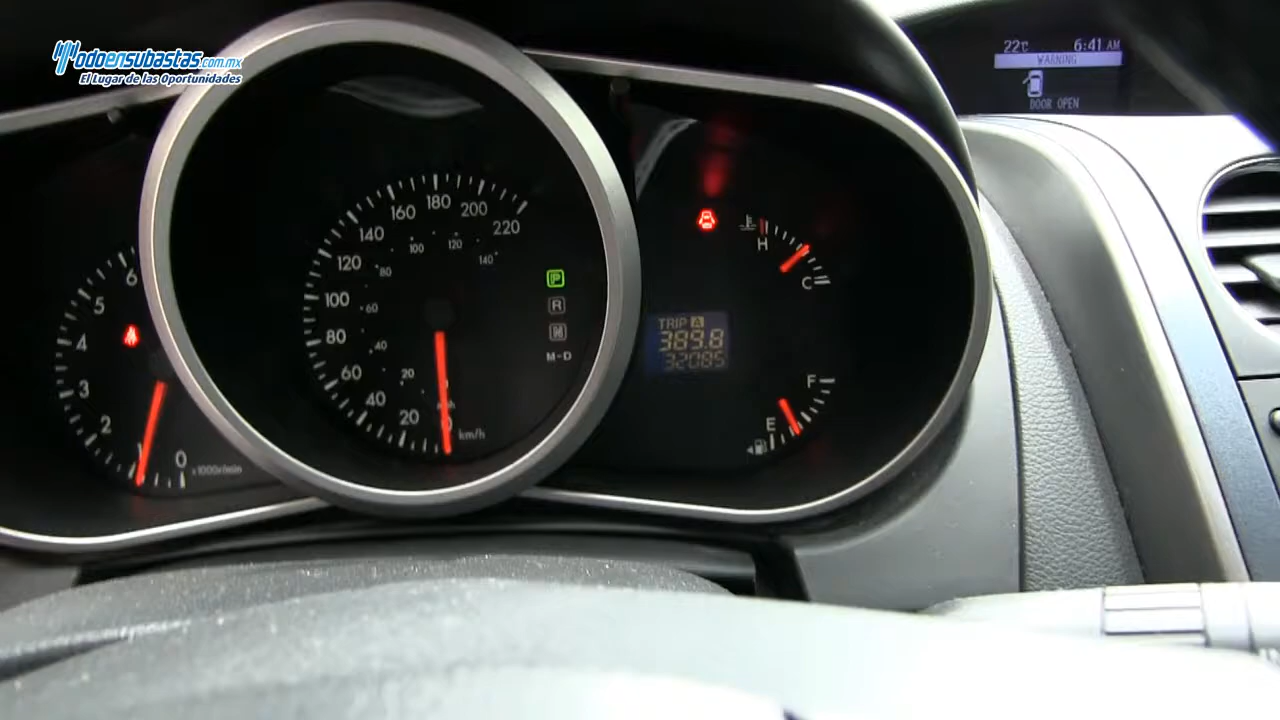 Todoensubastas.com.mx
El Lugar de las Oportunidades
22℃ 6:41 AM
WARNING
DOOR OPEN
6
5
4
3
2
1
0
x1000r/min
220
200
180
160
140
120
100
80
60
40
20
0
km/h
140
120
100
80
60
40
20
P
R
N
M-D
H
C
TRIP A
389.8
32085
F
E